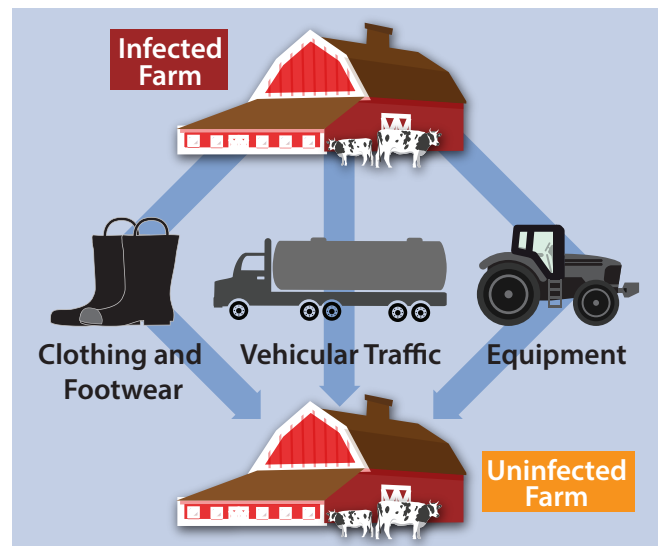 Infected
Farm
Clothing and
Footwear
Vehicular Traffic
Equipment
Uninfected
Farm